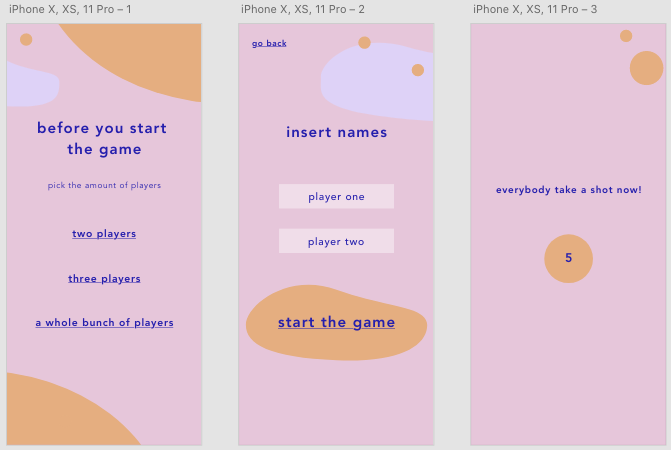 iPhone X, XS, 11 Pro – 1
before you start
the game
pick the amount of players
two players
three players
a whole bunch of players
iPhone X, XS, 11 Pro – 2
go back
insert names
player one
player two
start the game
iPhone X, XS, 11 Pro – 3
everybody take a shot now!
5